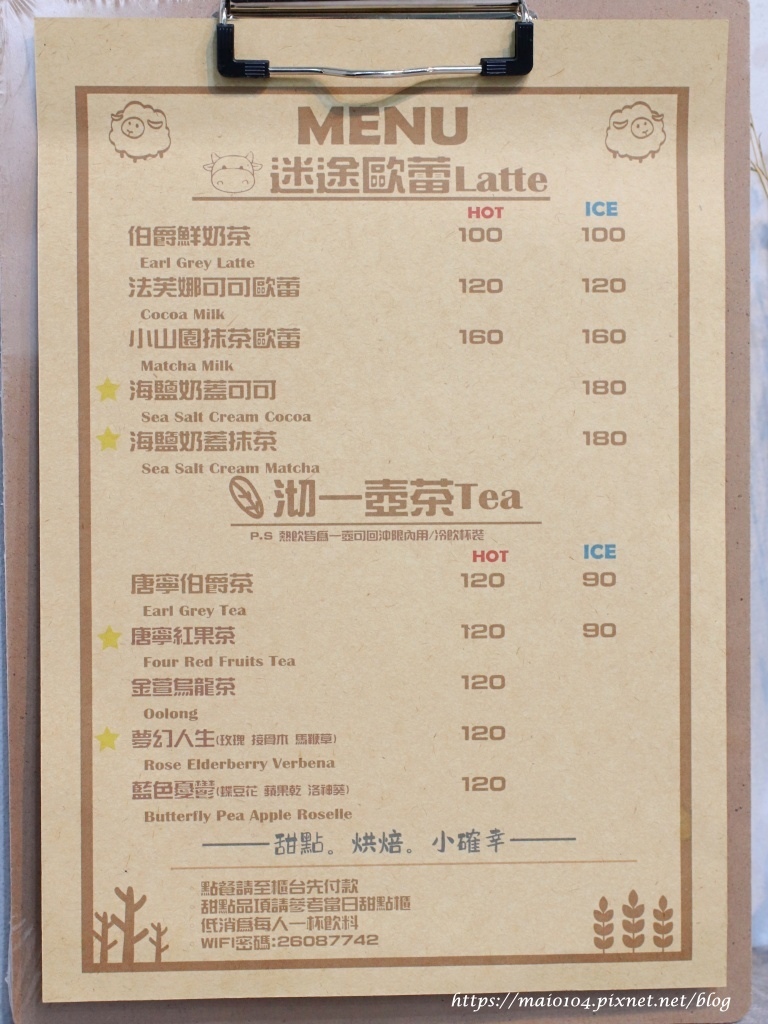 MENU
迷途歐蕾Latte
HOT ICE
伯爵鮮奶茶 100 100
Earl Grey Latte
法芙娜可可歐蕾 120 120
Cocoa Milk
小山園抹茶歐蕾 160 160
Matcha Milk
海鹽奶蓋可可 180
Sea Salt Cream Cocoa
海鹽奶蓋抹茶 180
Sea Salt Cream Matcha
沏一壺茶Tea
P.S 熱飲皆為一壺可回沖限內用/冷飲杯裝
HOT ICE
唐寧伯爵茶 120 90
Earl Grey Tea
唐寧紅果茶 120 90
Four Red Fruits Tea
金萱烏龍茶 120
Oolong
夢幻人生(玫瑰 接骨木 馬鞭草) 120
Rose Elderberry Verbena
藍色憂鬱(蝶豆花 蘋果乾 洛神葵) 120
Butterfly Pea Apple Roselle
甜點。烘焙。小確幸
點餐請至櫃台先付款
甜點品項請參考當日甜點櫃
低消為每人一杯飲料
WIFI密碼:26087742
https://maio104.pixnet.net/blog